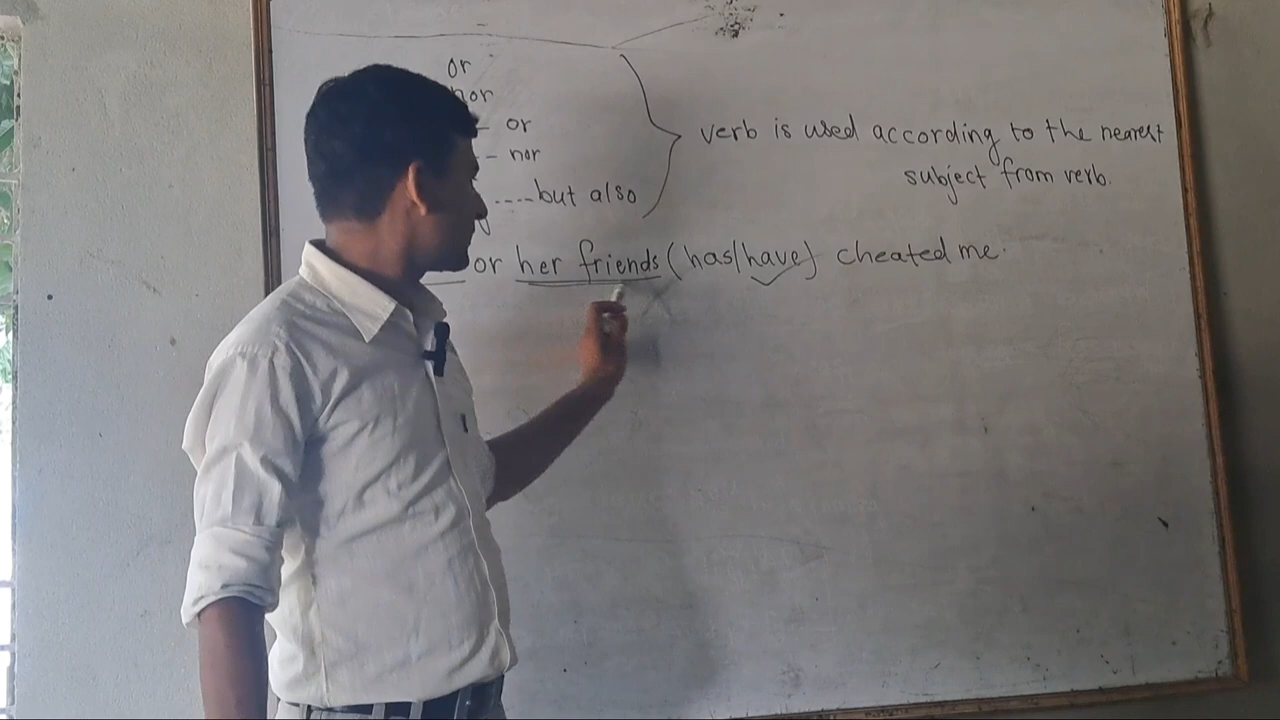 or
nor
- or
-- nor
----but also
verb is used according to the nearest
subject from verb.
or her friends (has/have) cheated me.